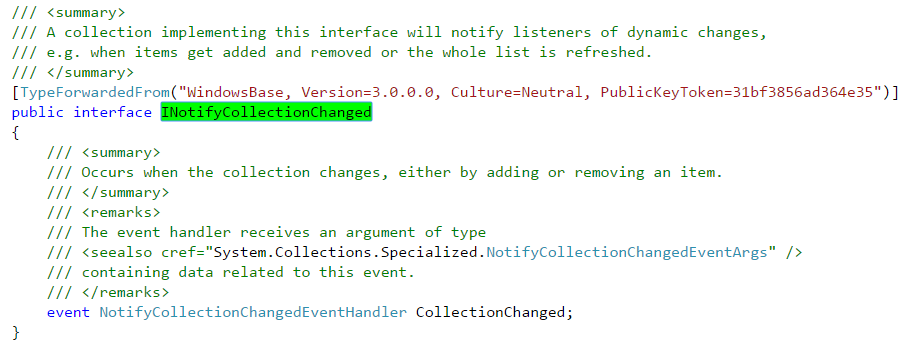 /// <summary>
/// A collection implementing this interface will notify listeners of dynamic changes,
/// e.g. when items get added and removed or the whole list is refreshed.
/// </summary>
[TypeForwardedFrom("WindowsBase, Version=3.0.0.0, Culture=Neutral, PublicKeyToken=31bf3856ad364e35")]
public interface INotifyCollectionChanged
{
    /// <summary>
    /// Occurs when the collection changes, either by adding or removing an item.
    /// </summary>
    /// <remarks>
    /// The event handler receives an argument of type
    /// <seealso cref="System.Collections.Specialized.NotifyCollectionChangedEventArgs" />
    /// containing data related to this event.
    /// </remarks>
    event NotifyCollectionChangedEventHandler CollectionChanged;
}